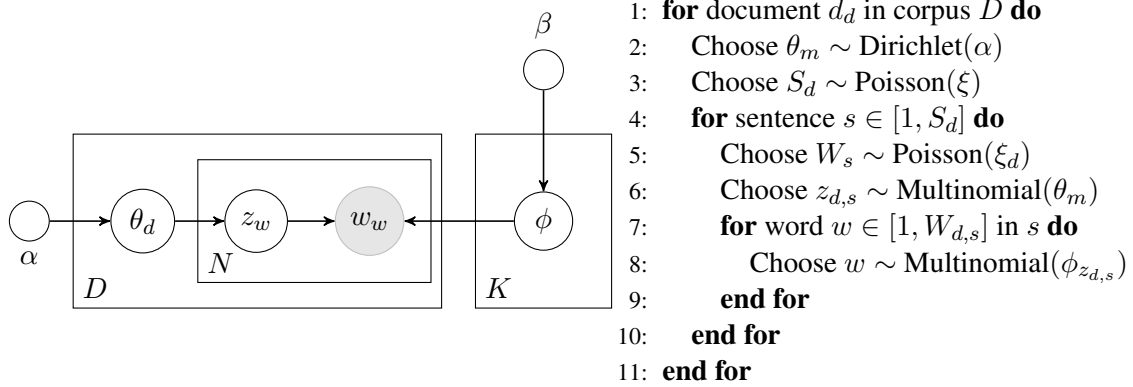 β
α
θ_d
z_w
w_w
ϕ
N
D
K
1: for document d_d in corpus D do
2: Choose θ_m ∼ Dirichlet(α)
3: Choose S_d ∼ Poisson(ξ)
4: for sentence s ∈ [1, S_d] do
5: Choose W_s ∼ Poisson(ξ_d)
6: Choose z_{d,s} ∼ Multinomial(θ_m)
7: for word w ∈ [1, W_{d,s}] in s do
8: Choose w ∼ Multinomial(ϕ_{z_{d,s}})
9: end for
10: end for
11: end for